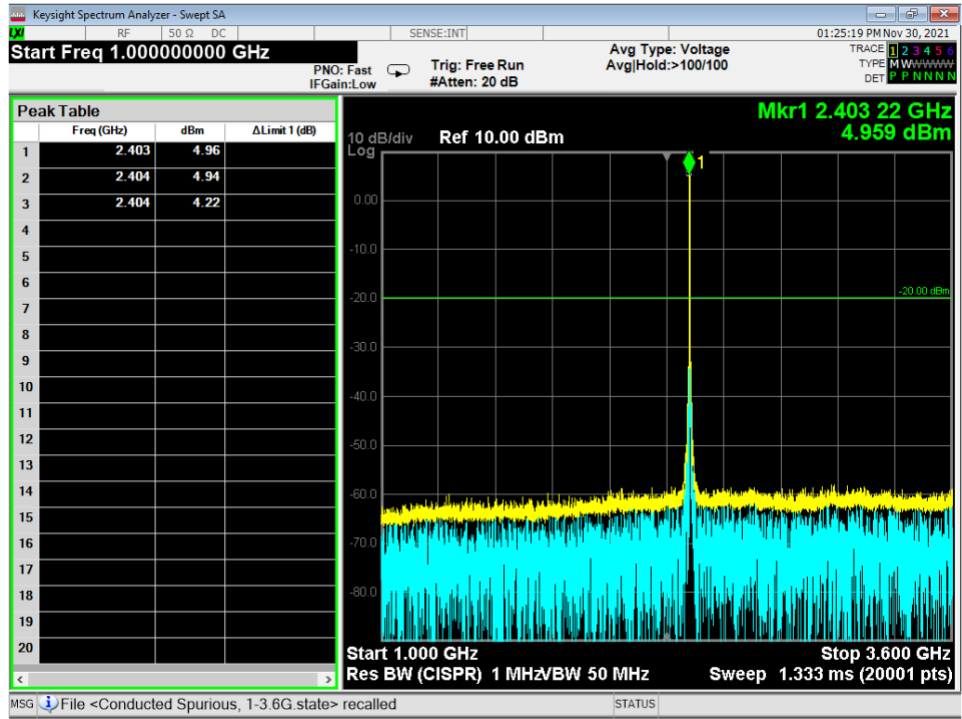 Keysight Spectrum Analyzer - Swept SA
LXI RF 50 Ω DC SENSE:INT 01:25:19 PM Nov 30, 2021
Start Freq 1.000000000 GHz
PNO: Fast
IFGain:Low
Trig: Free Run
#Atten: 20 dB
Avg Type: Voltage
Avg|Hold:>100/100
TRACE 1 2 3 4 5 6
TYPE M WWWWWW
DET P P N N N N
Peak Table
Freq (GHz) dBm ΔLimit 1 (dB)
1 2.403 4.96
2 2.404 4.94
3 2.404 4.22
4
5
6
7
8
9
10
11
12
13
14
15
16
17
18
19
20
Mkr1 2.403 22 GHz
4.959 dBm
10 dB/div Ref 10.00 dBm
Log
1
0.00
-10.0
-20.0
-20.00 dBm
-30.0
-40.0
-50.0
-60.0
-70.0
-80.0
Start 1.000 GHz Stop 3.600 GHz
Res BW (CISPR) 1 MHz VBW 50 MHz Sweep 1.333 ms (20001 pts)
MSG File <Conducted Spurious, 1-3.6G.state> recalled STATUS